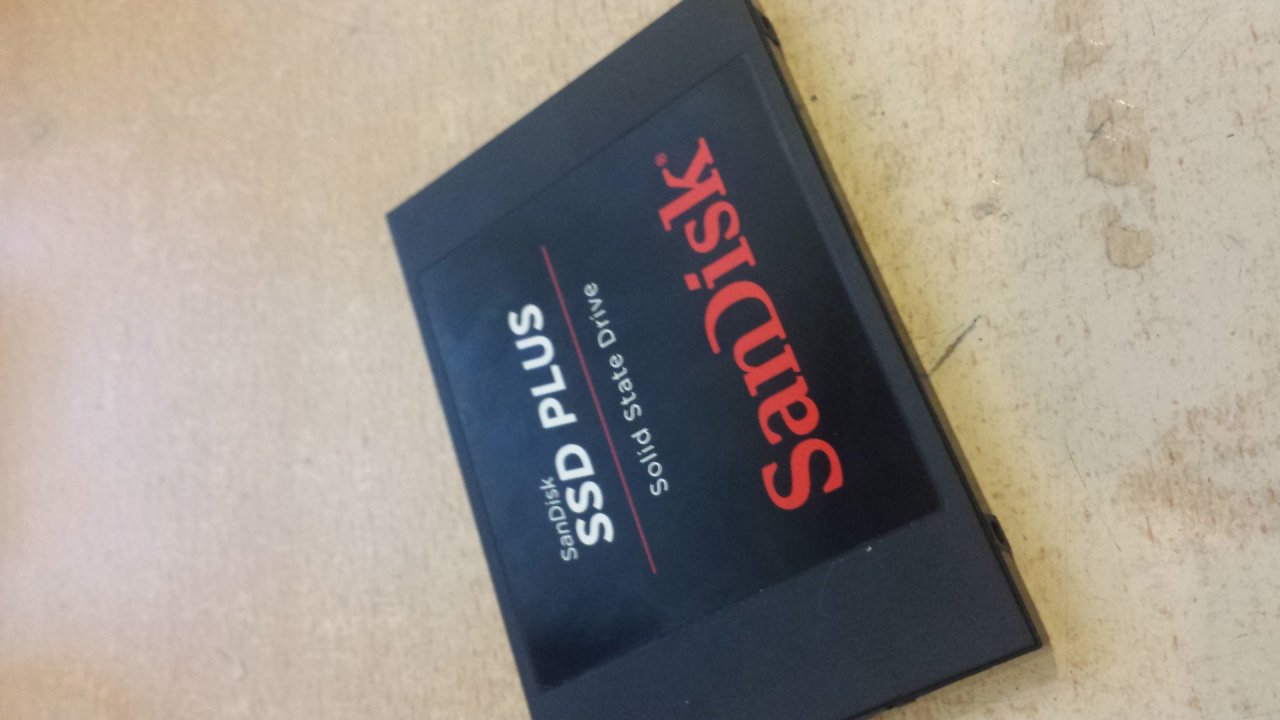 SanDisk
SSD PLUS
Solid State Drive
SanDisk®